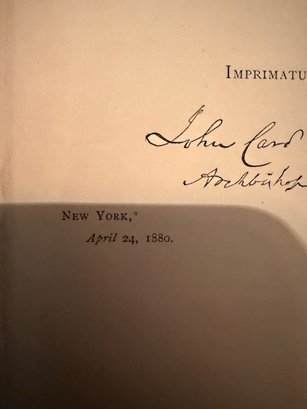 IMPRIMATU
John Card
Archbishop
NEW YORK,
April 24, 1880.